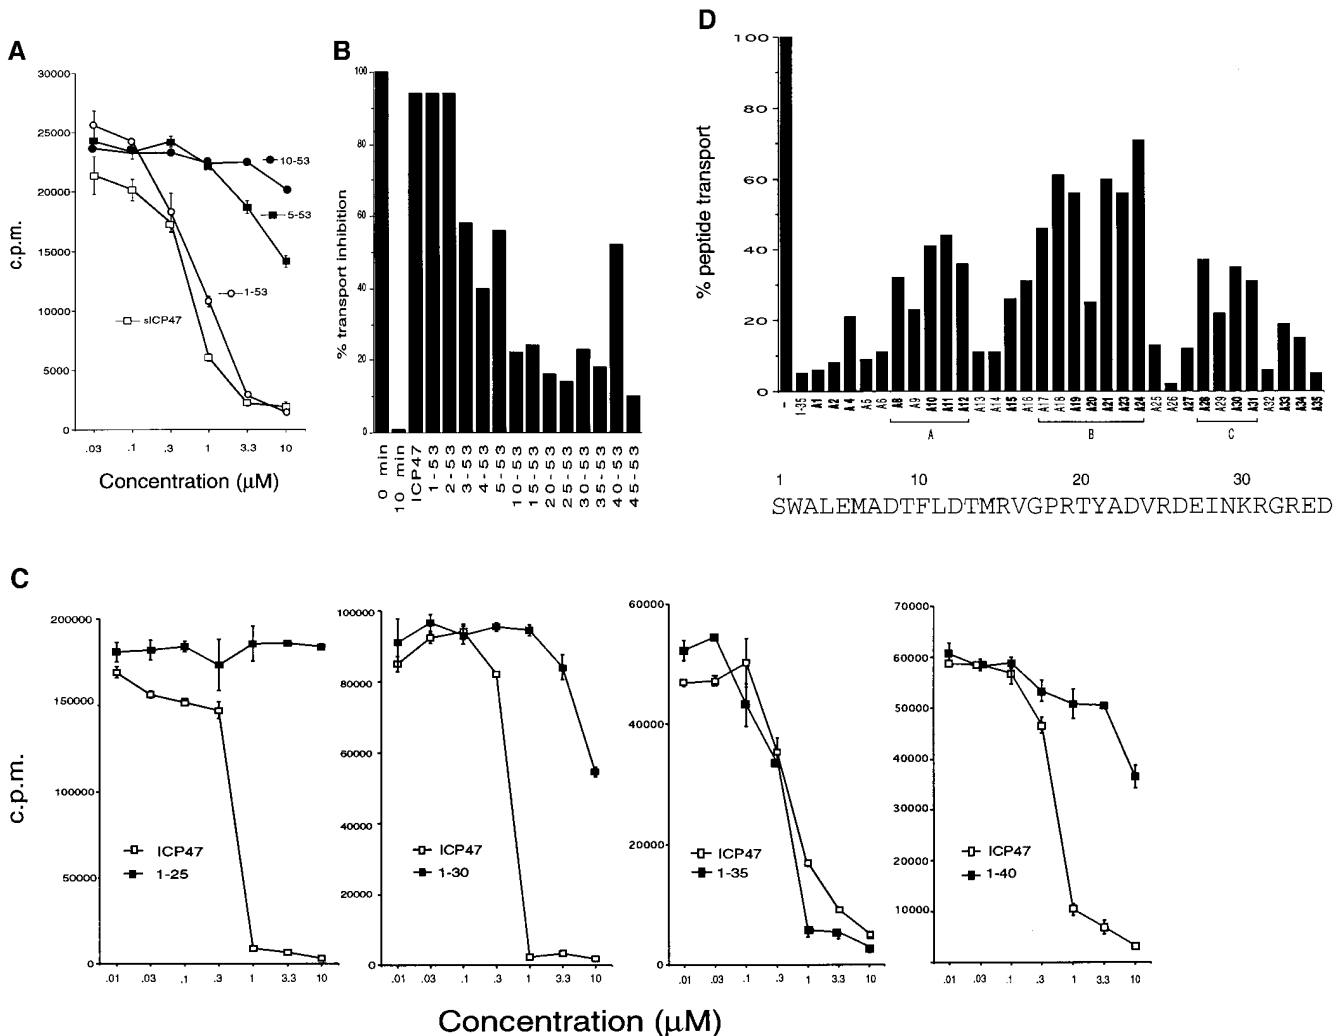 A
c.p.m.
30000
25000
20000
15000
10000
5000
0
10-53
5-53
1-53
sICP47
.03 .1 .3 1 3.3 10
Concentration (μM)
B
% transport inhibition
100
80
60
40
20
0
0 min
10 min
ICP47
1-53
2-53
3-53
4-53
5-53
10-53
15-53
20-53
25-53
30-53
35-53
40-53
45-53
D
% peptide transport
100
80
60
40
20
0
- 1-35 A1 A2 A4 A5 A6 A8 A9 A10 A11 A12 A13 A14 A15 A16 A17 A18 A19 A20 A21 A23 A24 A25 A26 A27 A28 A29 A30 A31 A32 A33 A34 A35
A B C
1 10 20 30
SWALEMADTFLDTMRVGPRTYADVRDEINKRGRED
C
c.p.m.
200000
150000
100000
50000
0
ICP47
1-25
.01 .03 .1 .3 1 3.3 10
100000
80000
60000
40000
20000
0
ICP47
1-30
.01 .03 .1 .3 1 3.3 10
60000
40000
20000
0
ICP47
1-35
.01 .03 .1 .3 1 3.3 10
70000
60000
50000
40000
30000
20000
10000
ICP47
1-40
.01 .03 .1 .3 1 3.3 10
Concentration (μM)